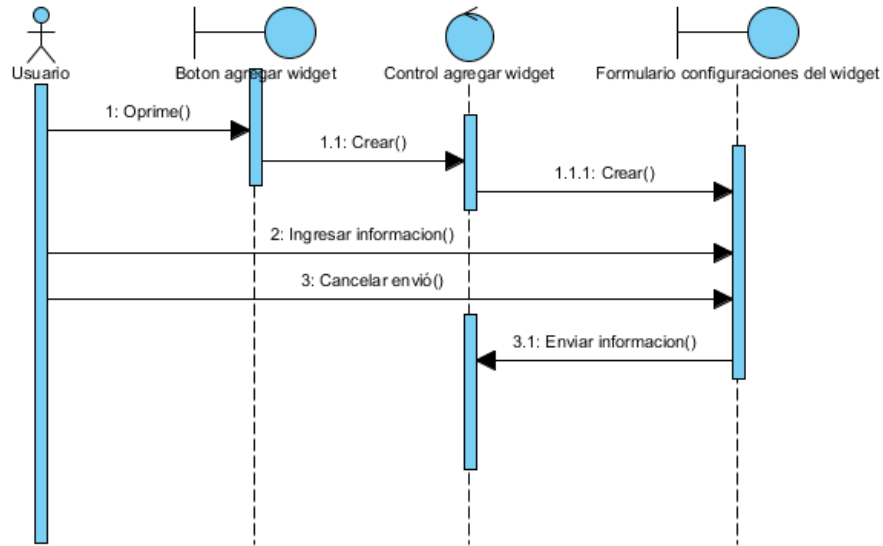 Usuario
Boton agregar widget
Control agregar widget
Formulario configuraciones del widget
1: Oprime()
1.1: Crear()
1.1.1: Crear()
2: Ingresar informacion()
3: Cancelar envió()
3.1: Enviar informacion()